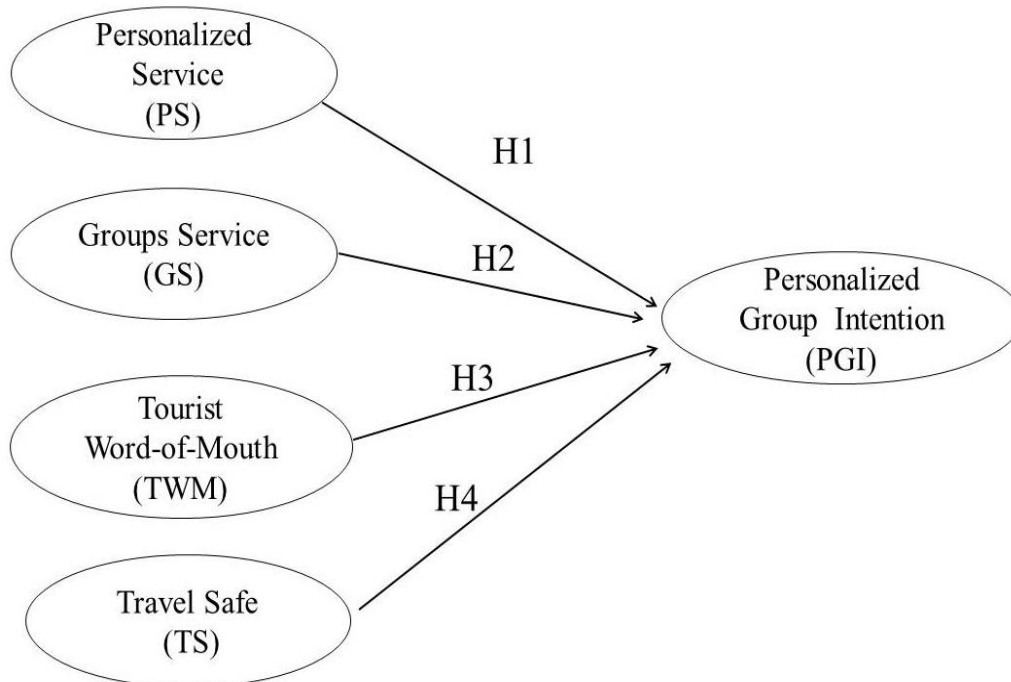 Personalized
Service
(PS)
H1
Groups Service
(GS)
H2
Personalized
Group Intention
(PGI)
H3
Tourist
Word-of-Mouth
(TWM)
H4
Travel Safe
(TS)